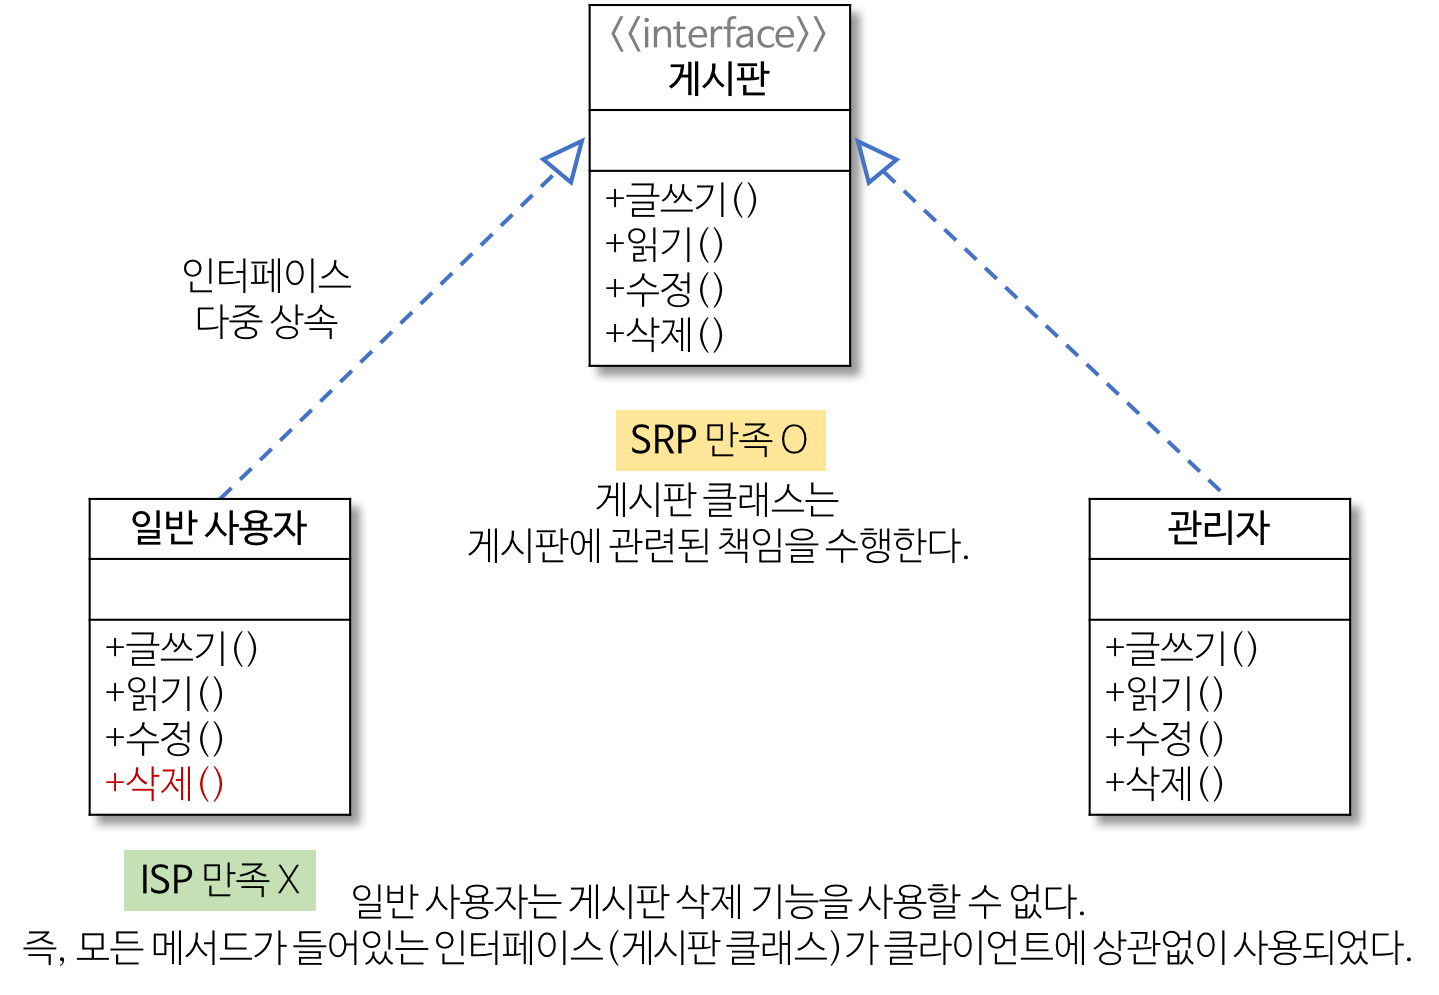 《interface》
게시판
+글쓰기()
+읽기()
+수정()
+삭제()
인터페이스
다중 상속
SRP 만족 O
게시판 클래스는
게시판에 관련된 책임을 수행한다.
일반 사용자
+글쓰기()
+읽기()
+수정()
+삭제()
관리자
+글쓰기()
+읽기()
+수정()
+삭제()
ISP 만족 X
일반 사용자는 게시판 삭제 기능을 사용할 수 없다.
즉, 모든 메서드가 들어있는 인터페이스(게시판 클래스)가 클라이언트에 상관없이 사용되었다.